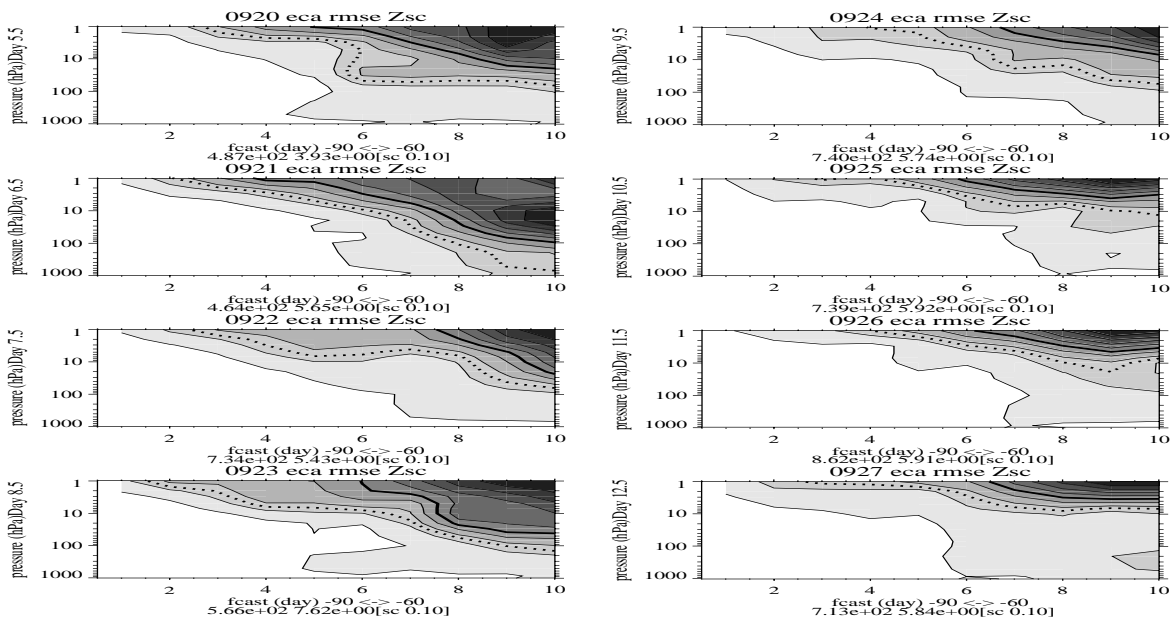 0920 eca rmse Zsc
pressure (hPa)Day 5.5
1
10
100
1000
2 4 6 8 10
fcast (day) -90 <-> -60
4.87e+02 3.93e+00[sc 0.10]
0921 eca rmse Zsc
pressure (hPa)Day 6.5
1
10
100
1000
2 4 6 8 10
fcast (day) -90 <-> -60
4.64e+02 5.65e+00[sc 0.10]
0922 eca rmse Zsc
pressure (hPa)Day 7.5
1
10
100
1000
2 4 6 8 10
fcast (day) -90 <-> -60
7.34e+02 5.43e+00[sc 0.10]
0923 eca rmse Zsc
pressure (hPa)Day 8.5
1
10
100
1000
2 4 6 8 10
fcast (day) -90 <-> -60
5.66e+02 7.62e+00[sc 0.10]
0924 eca rmse Zsc
pressure (hPa)Day 9.5
1
10
100
1000
2 4 6 8 10
fcast (day) -90 <-> -60
7.40e+02 5.74e+00[sc 0.10]
0925 eca rmse Zsc
pressure (hPa)Day 10.5
1
10
100
1000
2 4 6 8 10
fcast (day) -90 <-> -60
7.39e+02 5.92e+00[sc 0.10]
0926 eca rmse Zsc
pressure (hPa)Day 11.5
1
10
100
1000
2 4 6 8 10
fcast (day) -90 <-> -60
8.62e+02 5.91e+00[sc 0.10]
0927 eca rmse Zsc
pressure (hPa)Day 12.5
1
10
100
1000
2 4 6 8 10
fcast (day) -90 <-> -60
7.13e+02 5.84e+00[sc 0.10]